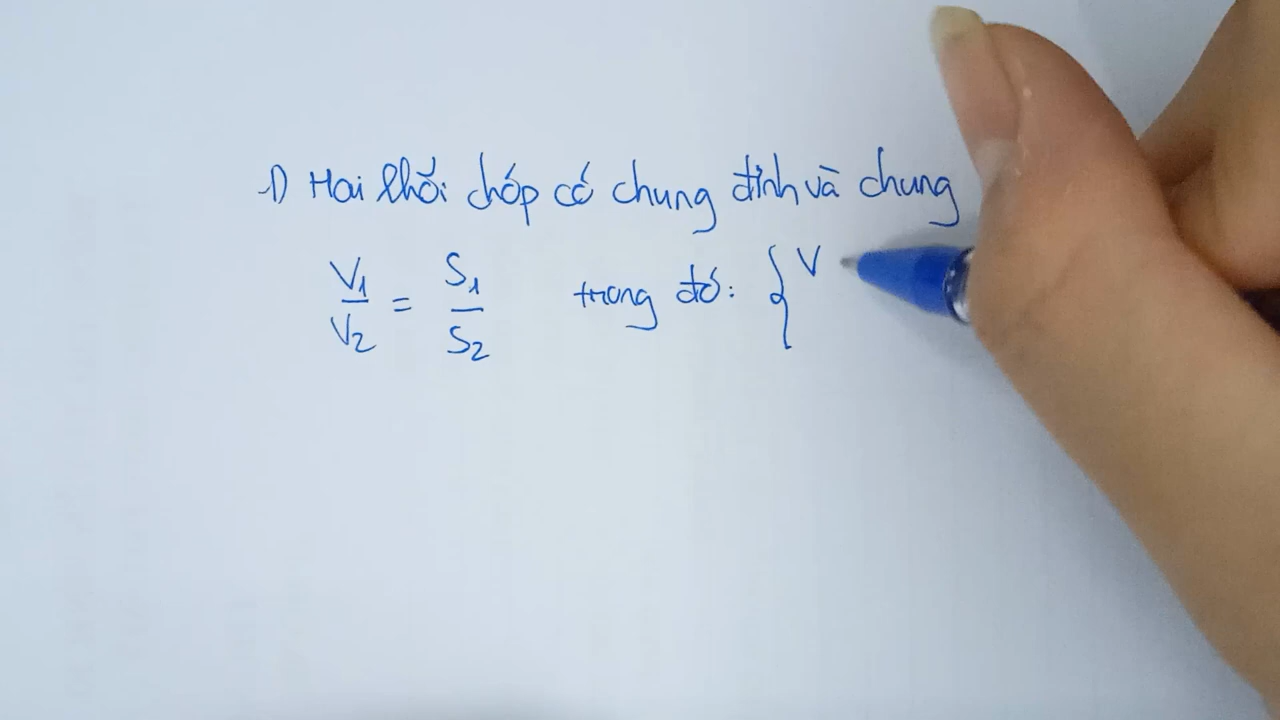 1) Hai khối chóp có chung đỉnh và chung
V₁/V₂ = S₁/S₂ trong đó: { V